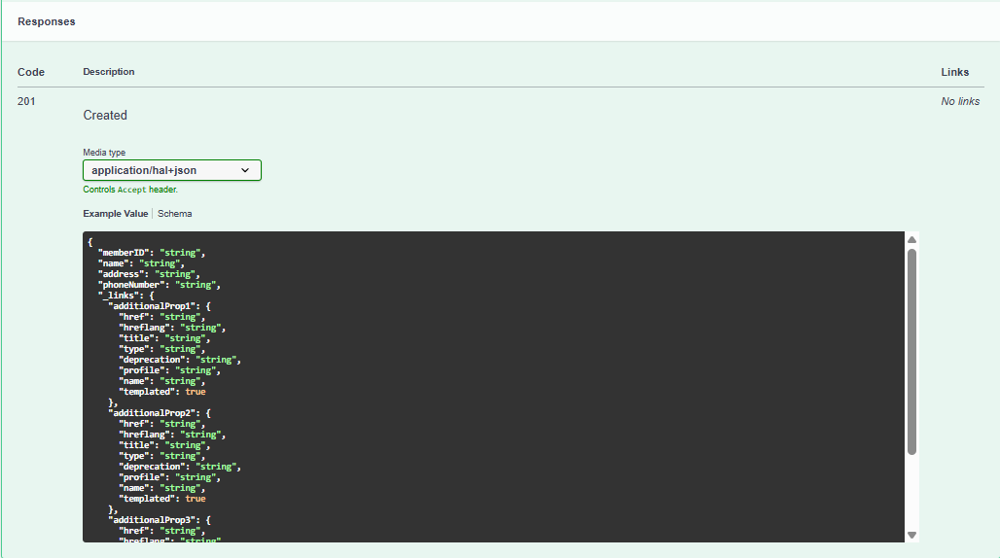 Responses
Code Description Links
201 No links
Created
Media type
application/hal+json
Controls Accept header.
Example Value Schema
{
"memberID": "string",
"name": "string",
"address": "string",
"phoneNumber": "string",
"_links": {
"additionalProp1": {
"href": "string",
"hreflang": "string",
"title": "string",
"type": "string",
"deprecation": "string",
"profile": "string",
"name": "string",
"templated": true
},
"additionalProp2": {
"href": "string",
"hreflang": "string",
"title": "string",
"type": "string",
"deprecation": "string",
"profile": "string",
"name": "string",
"templated": true
},
"additionalProp3": {
"href": "string",
"hreflang": "string"